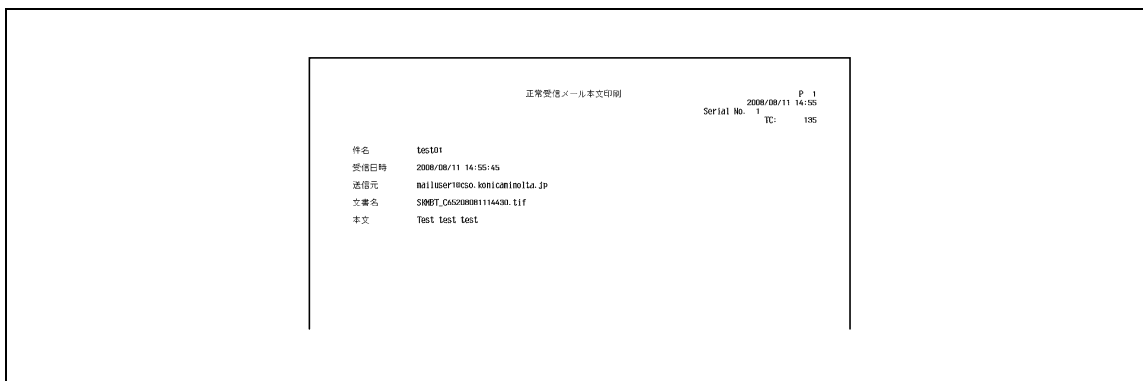 正常受信メール本文印刷
P 1
2008/08/11 14:55
Serial No. 1
TC: 135
件名 test01
受信日時 2008/08/11 14:55:45
送信元 mailuser1@cso.konicaminolta.jp
文書名 SKMBT_C65208081114430.tif
本文 Test test test